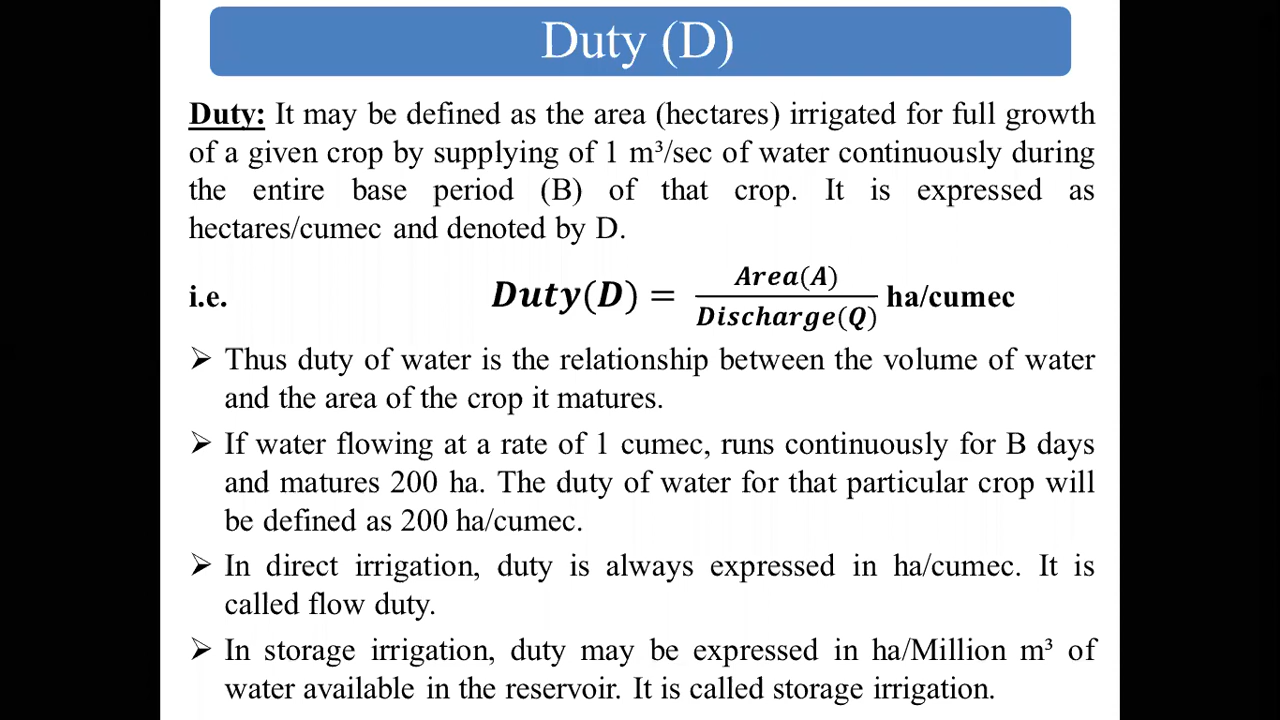 Duty (D)
Duty: It may be defined as the area (hectares) irrigated for full growth
of a given crop by supplying of 1 m³/sec of water continuously during
the entire base period (B) of that crop. It is expressed as
hectares/cumec and denoted by D.
i.e. Duty(D) = Area(A) / Discharge(Q) ha/cumec
➢ Thus duty of water is the relationship between the volume of water
and the area of the crop it matures.
➢ If water flowing at a rate of 1 cumec, runs continuously for B days
and matures 200 ha. The duty of water for that particular crop will
be defined as 200 ha/cumec.
➢ In direct irrigation, duty is always expressed in ha/cumec. It is
called flow duty.
➢ In storage irrigation, duty may be expressed in ha/Million m³ of
water available in the reservoir. It is called storage irrigation.